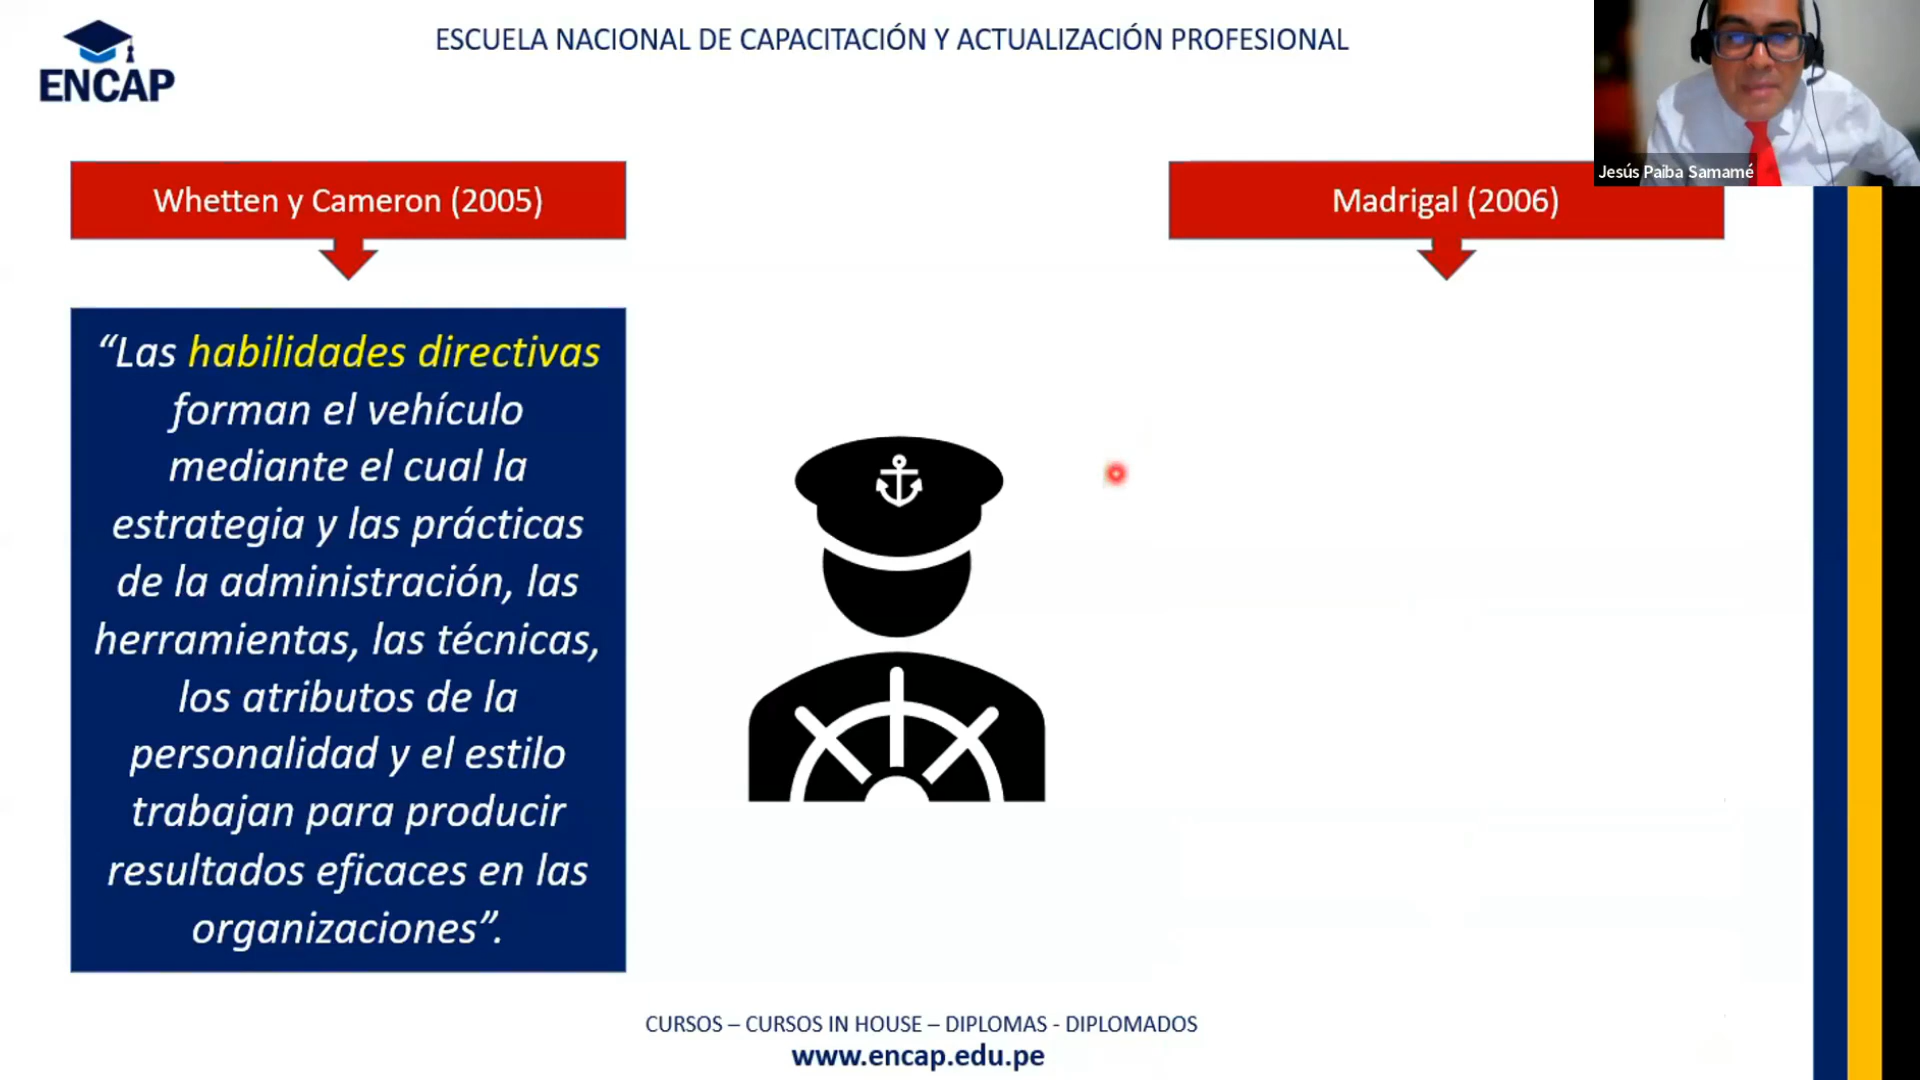 ENCAP
ESCUELA NACIONAL DE CAPACITACIÓN Y ACTUALIZACIÓN PROFESIONAL
Jesús Paiba Samamé
Whetten y Cameron (2005)
Madrigal (2006)
“Las habilidades directivas
forman el vehículo
mediante el cual la
estrategia y las prácticas
de la administración, las
herramientas, las técnicas,
los atributos de la
personalidad y el estilo
trabajan para producir
resultados eficaces en las
organizaciones”.
CURSOS – CURSOS IN HOUSE – DIPLOMAS - DIPLOMADOS
www.encap.edu.pe